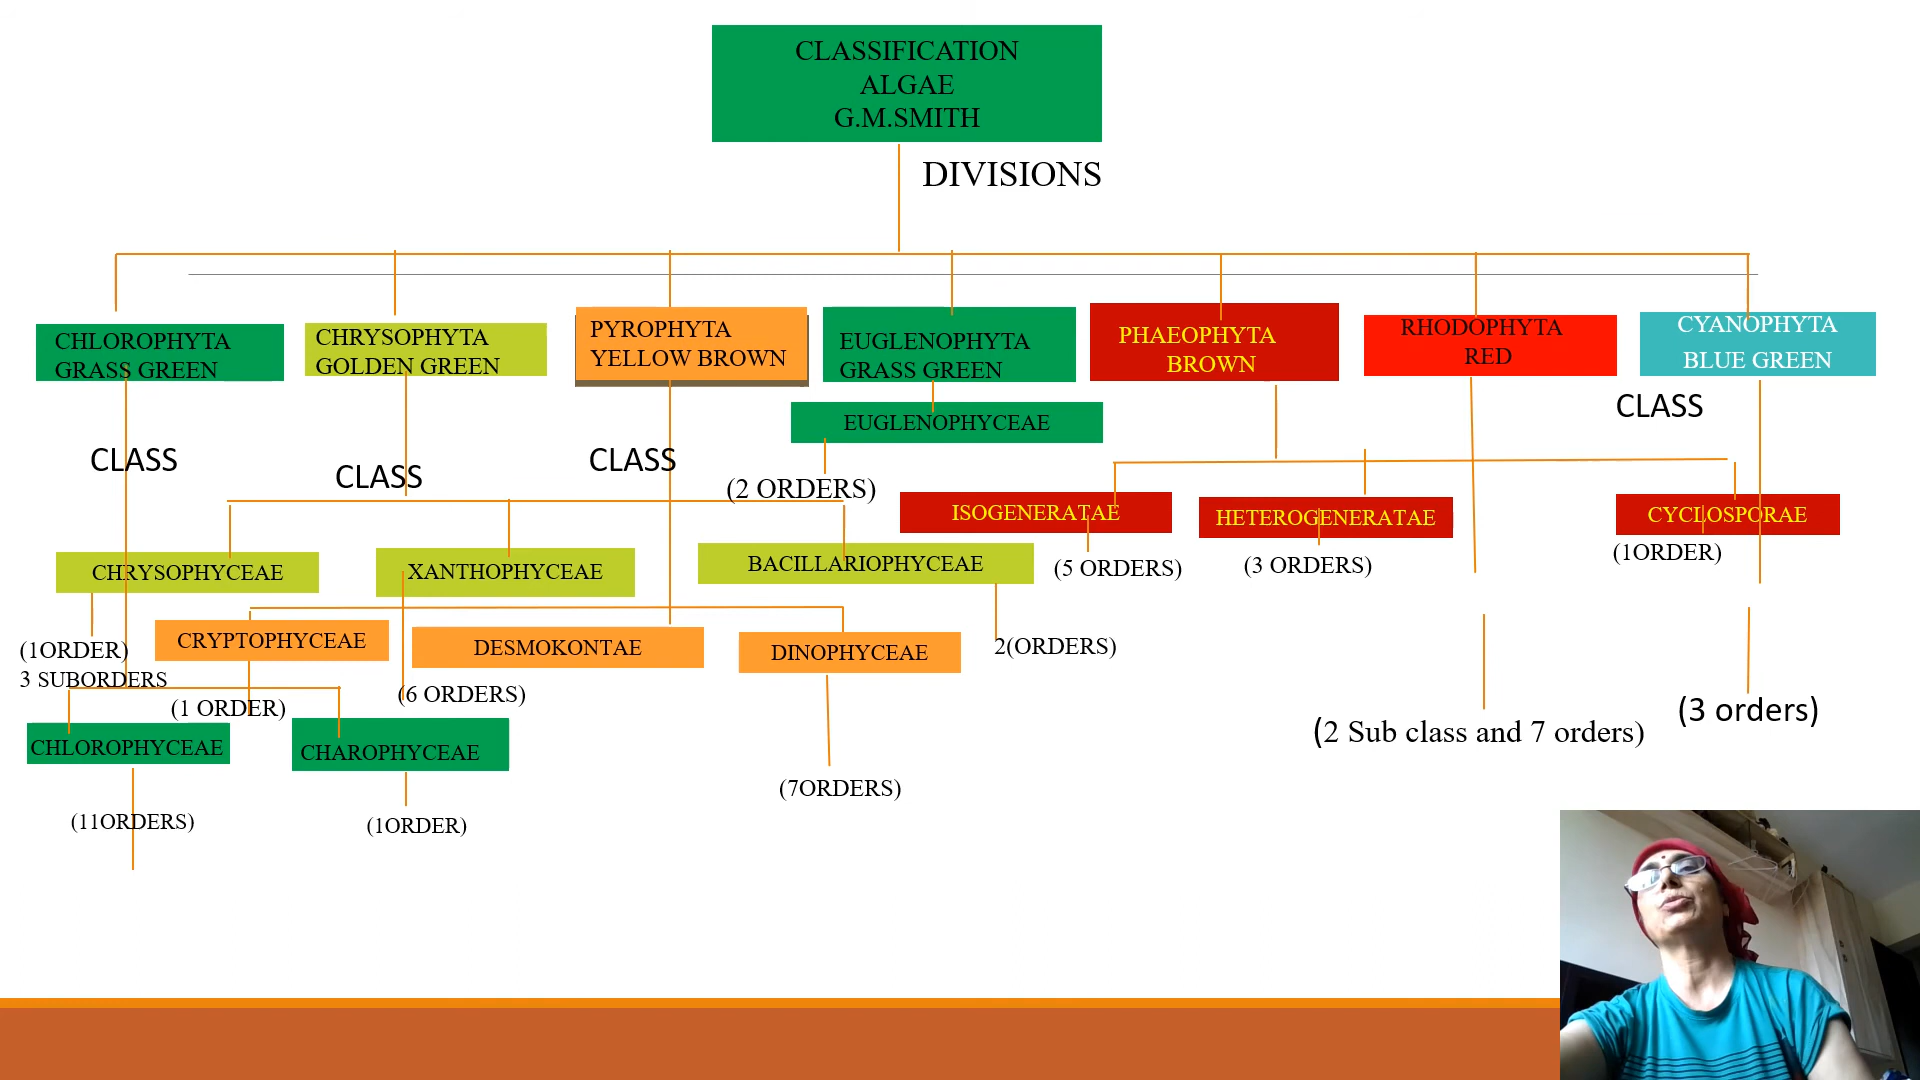 CLASSIFICATION
ALGAE
G.M.SMITH
DIVISIONS
CHLOROPHYTA
GRASS GREEN
CHRYSOPHYTA
GOLDEN GREEN
PYROPHYTA
YELLOW BROWN
EUGLENOPHYTA
GRASS GREEN
PHAEOPHYTA
BROWN
RHODOPHYTA
RED
CYANOPHYTA
BLUE GREEN
EUGLENOPHYCEAE
CLASS
CLASS
CLASS
CLASS
(2 ORDERS)
ISOGENERATAE
HETEROGENERATAE
CYCLOSPORAE
(5 ORDERS)
(3 ORDERS)
(1ORDER)
CHRYSOPHYCEAE
XANTHOPHYCEAE
BACILLARIOPHYCEAE
(1ORDER)
3 SUBORDERS
CRYPTOPHYCEAE
DESMOKONTAE
DINOPHYCEAE
2(ORDERS)
(1 ORDER)
(6 ORDERS)
(2 Sub class and 7 orders)
(3 orders)
CHLOROPHYCEAE
CHAROPHYCEAE
(7ORDERS)
(11ORDERS)
(1ORDER)